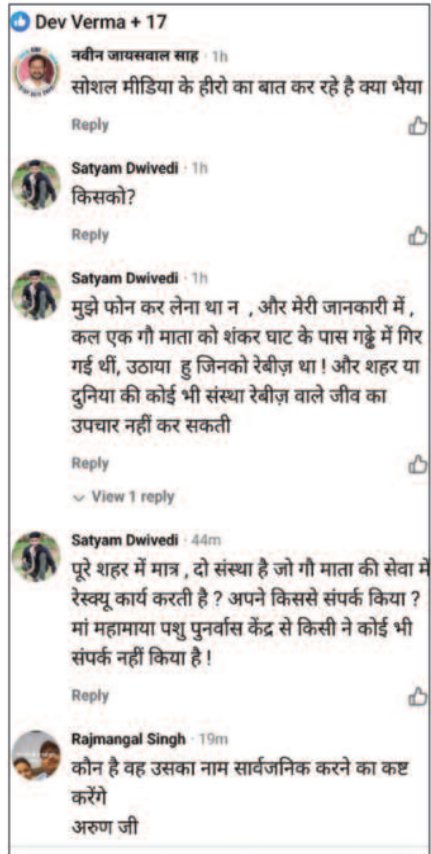 Dev Verma + 17
नवीन जायसवाल साह · 1h
सोशल मीडिया के हीरो का बात कर रहे है क्या भैया
Reply
Satyam Dwivedi · 1h
किसको?
Reply
Satyam Dwivedi · 1h
मुझे फोन कर लेना था न , और मेरी जानकारी में ,
कल एक गौ माता को शंकर घाट के पास गढ्ढे में गिर
गई थीं, उठाया हु जिनको रेबीज़ था ! और शहर या
दुनिया की कोई भी संस्था रेबीज़ वाले जीव का
उपचार नहीं कर सकती
Reply
View 1 reply
Satyam Dwivedi · 44m
पूरे शहर में मात्र , दो संस्था है जो गौ माता की सेवा में
रेस्क्यू कार्य करती है ? अपने किससे संपर्क किया ?
मां महामाया पशु पुनर्वास केंद्र से किसी ने कोई भी
संपर्क नहीं किया है !
Reply
Rajmangal Singh · 19m
कौन है वह उसका नाम सार्वजनिक करने का कष्ट
करेंगे
अरुण जी